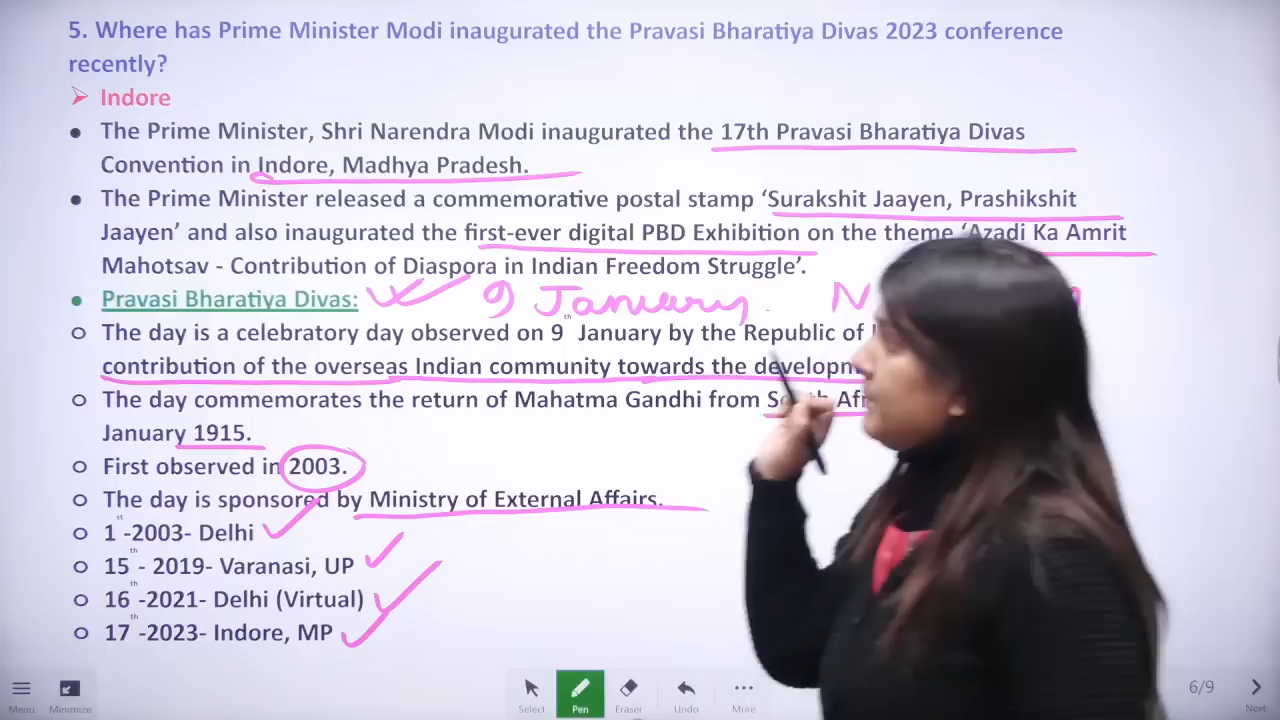 5. Where has Prime Minister Modi inaugurated the Pravasi Bharatiya Divas 2023 conference
recently?
➢ Indore
• The Prime Minister, Shri Narendra Modi inaugurated the 17th Pravasi Bharatiya Divas
Convention in Indore, Madhya Pradesh.
• The Prime Minister released a commemorative postal stamp ‘Surakshit Jaayen, Prashikshit
Jaayen’ and also inaugurated the first-ever digital PBD Exhibition on the theme ‘Azadi Ka Amrit
Mahotsav - Contribution of Diaspora in Indian Freedom Struggle’.
• Pravasi Bharatiya Divas: 9 January
o The day is a celebratory day observed on 9th January by the Republic of
contribution of the overseas Indian community towards the
o The day commemorates the return of Mahatma Gandhi from
January 1915.
o First observed in 2003.
o The day is sponsored by Ministry of External Affairs.
o 1st-2003- Delhi
o 15th- 2019- Varanasi, UP
o 16th-2021- Delhi (Virtual)
o 17th-2023- Indore, MP
Menu Minimize Select Pen Eraser Undo More 6/9 Next